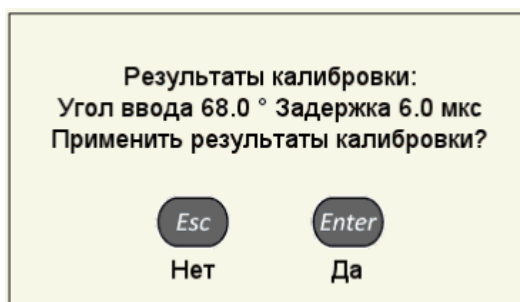 Результаты калибровки:
Угол ввода 68.0 ° Задержка 6.0 мкс
Применить результаты калибровки?
Esc Enter
Нет Да